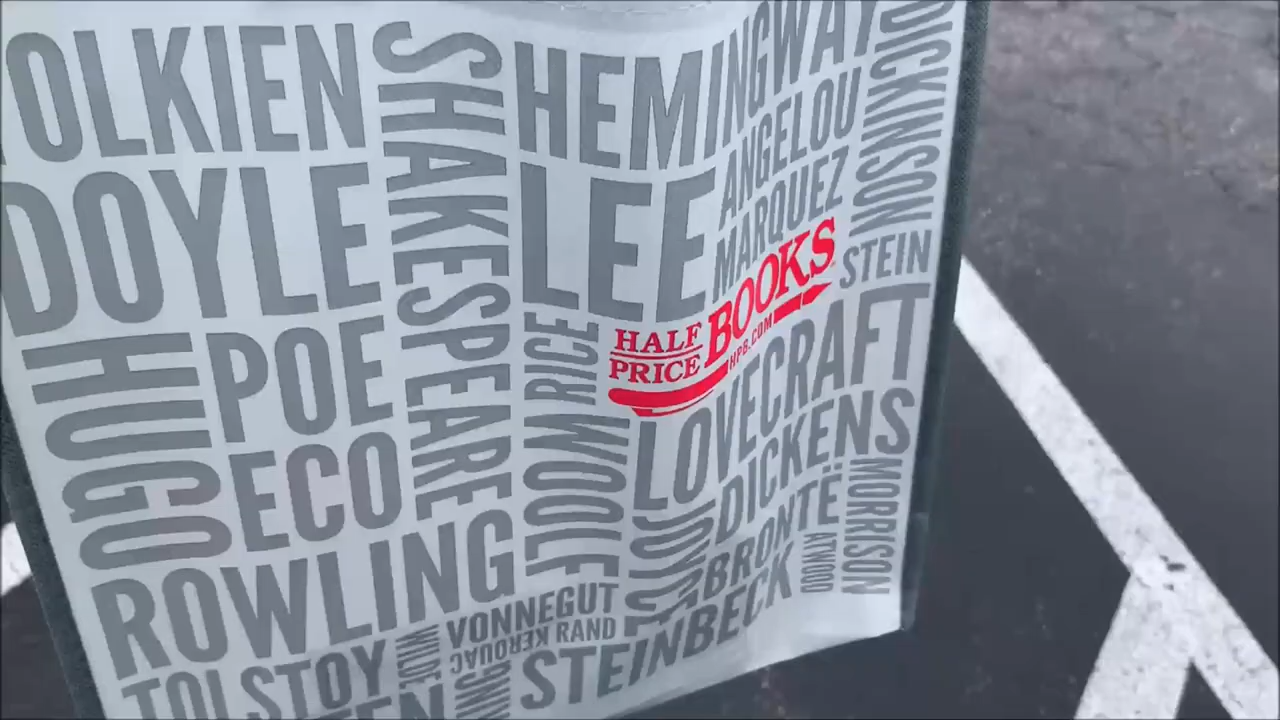 OLKIEN
SHAKESPEARE
HEMINGWAY
DICKINSON
ANGELOU
DOYLE
LEE
MARQUEZ
STEIN
HALF
PRICE
BOOKS
HPB.COM
HUGO
POE
RICE
LOVECRAFT
ECO
WOOLF
DICKENS
MORRISON
ROWLING
JOYCE
BRONTË
ATWOOD
VONNEGUT
KEROUAC
RAND
STEINBECK
TOLSTOY
WILDE